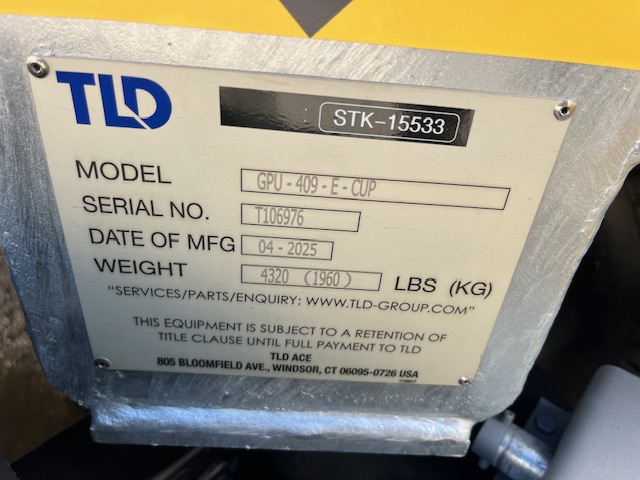 TLD
STK-15533
MODEL GPU-409-E-CUP
SERIAL NO. T106976
DATE OF MFG 04-2025
WEIGHT 4320 (1960) LBS (KG)
"SERVICES/PARTS/ENQUIRY: WWW.TLD-GROUP.COM"
THIS EQUIPMENT IS SUBJECT TO A RETENTION OF
TITLE CLAUSE UNTIL FULL PAYMENT TO TLD
TLD ACE
805 BLOOMFIELD AVE., WINDSOR, CT 06095-0726 USA